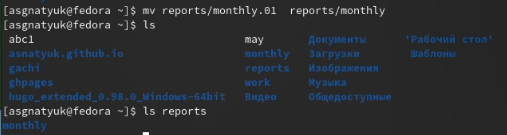 [asgnatyuk@fedora ~]$ mv reports/monthly.01  reports/monthly
[asgnatyuk@fedora ~]$ ls
abc1 may Документы 'Рабочий стол'
asnatyuk.github.io monthly Загрузки Шаблоны
gachi reports Изображения
ghpages work Музыка
hugo_extended_0.98.0_Windows-64bit Видео Общедоступные
[asgnatyuk@fedora ~]$ ls reports
monthly